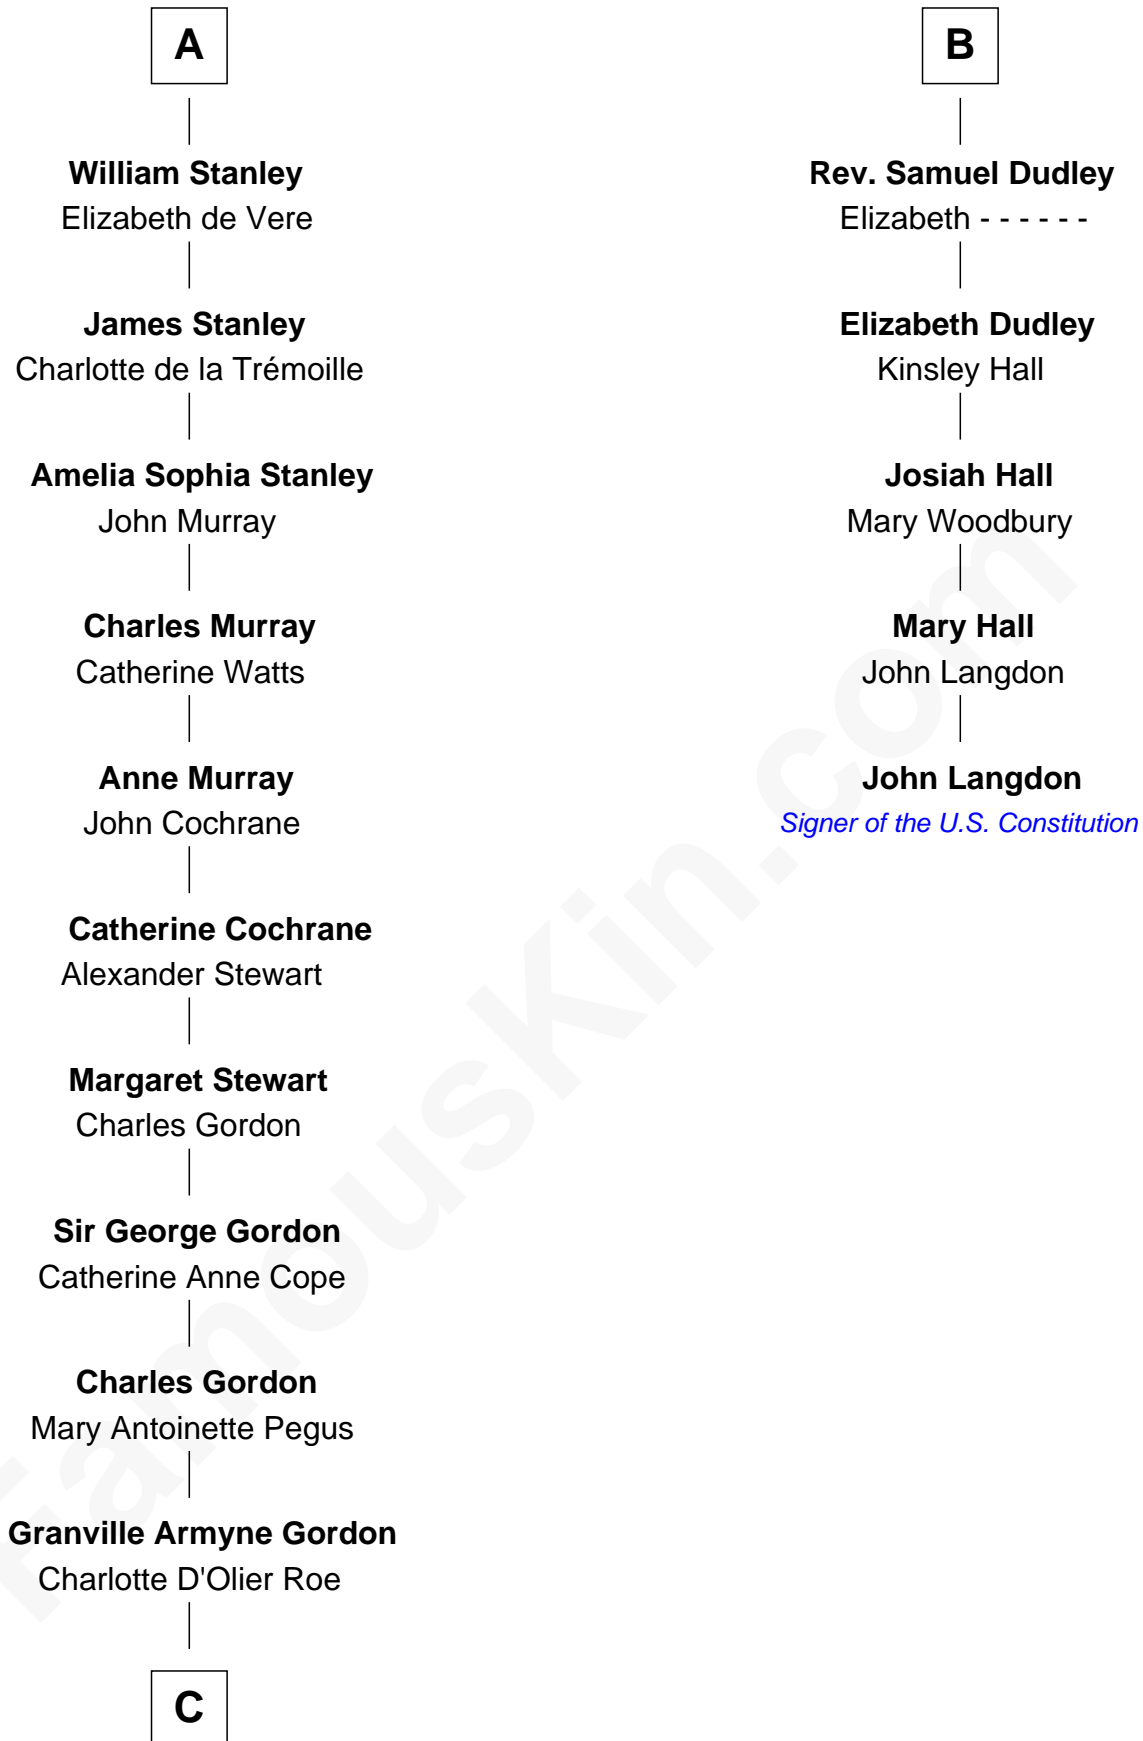 A
William Stanley
Elizabeth de Vere
James Stanley
Charlotte de la Trémoille
Amelia Sophia Stanley
John Murray
Charles Murray
Catherine Watts
Anne Murray
John Cochrane
Catherine Cochrane
Alexander Stewart
Margaret Stewart
Charles Gordon
Sir George Gordon
Catherine Anne Cope
Charles Gordon
Mary Antoinette Pegus
Granville Armyne Gordon
Charlotte D'Olier Roe
C
B
Rev. Samuel Dudley
Elizabeth - - - - - -
Elizabeth Dudley
Kinsley Hall
Josiah Hall
Mary Woodbury
Mary Hall
John Langdon
John Langdon
Signer of the U.S. Constitution
FamousKin.com